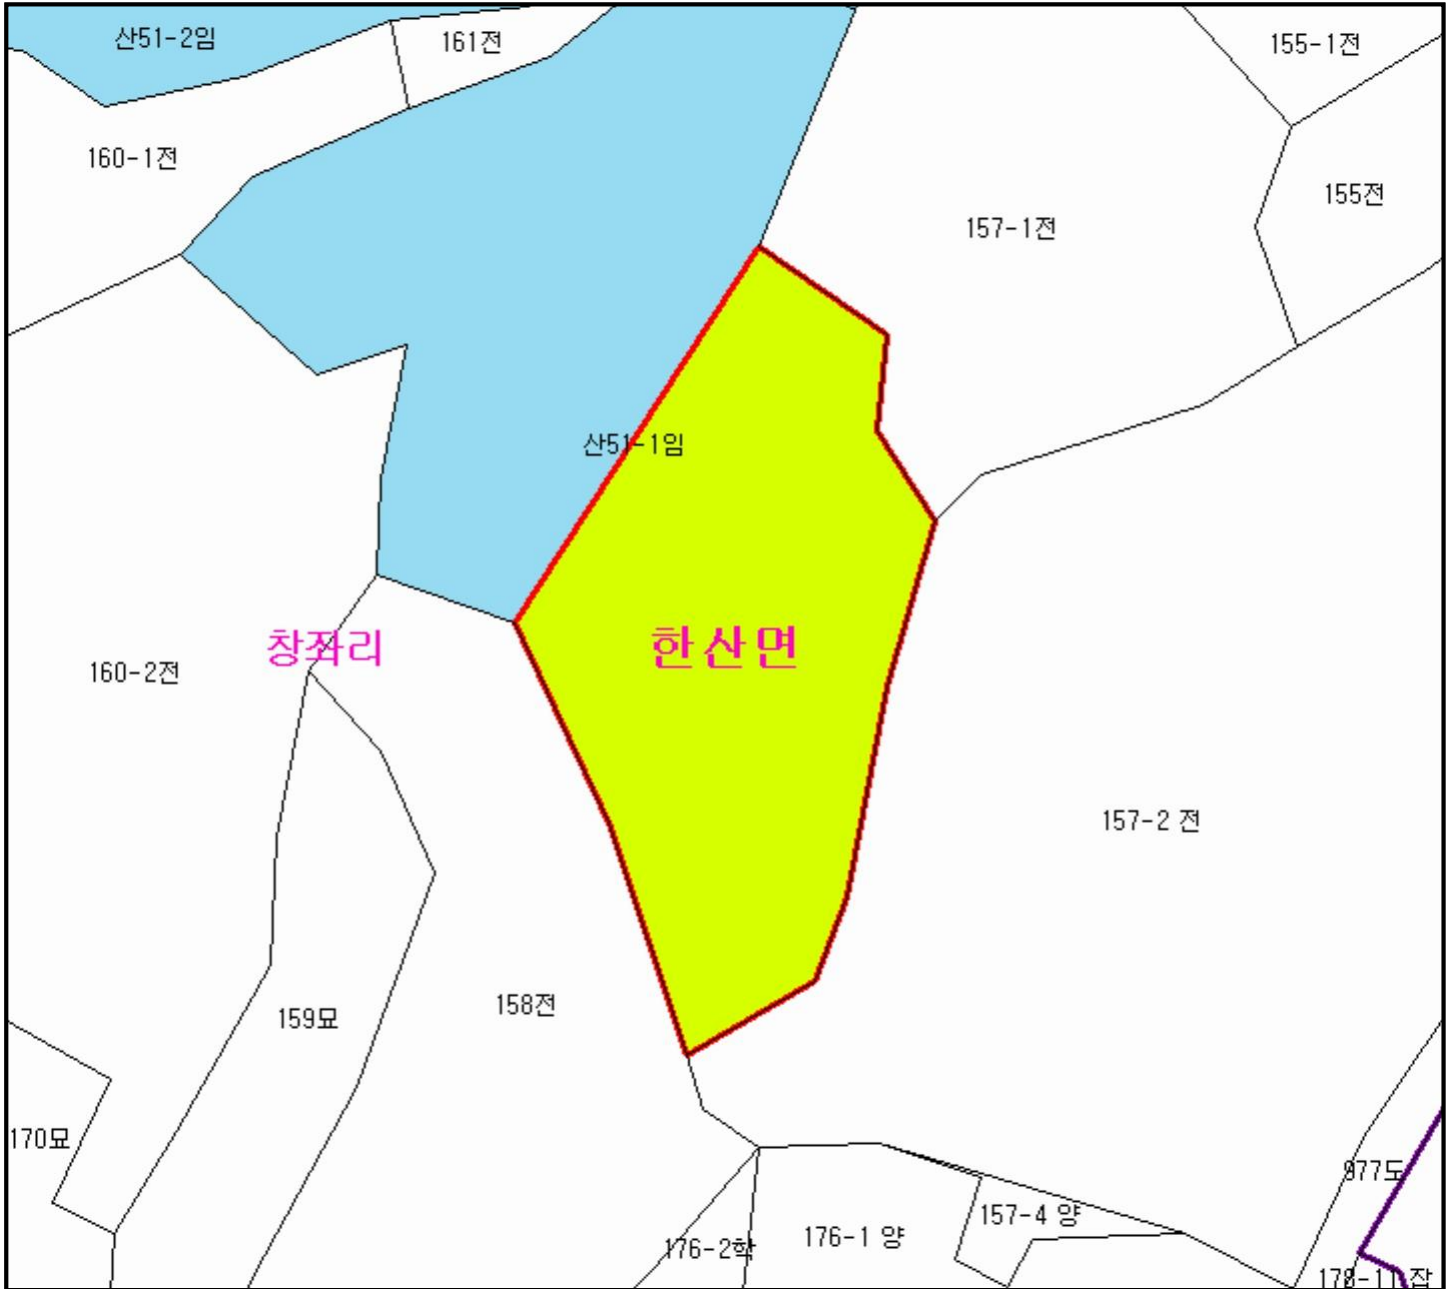 산51-2임
161전
155-1전
160-1전
155전
157-1전
산51-1임
창좌리
한산면
160-2전
157-2 전
158전
159묘
170묘
977도
157-4 양
176-1 양
176-2학
178-11 잡